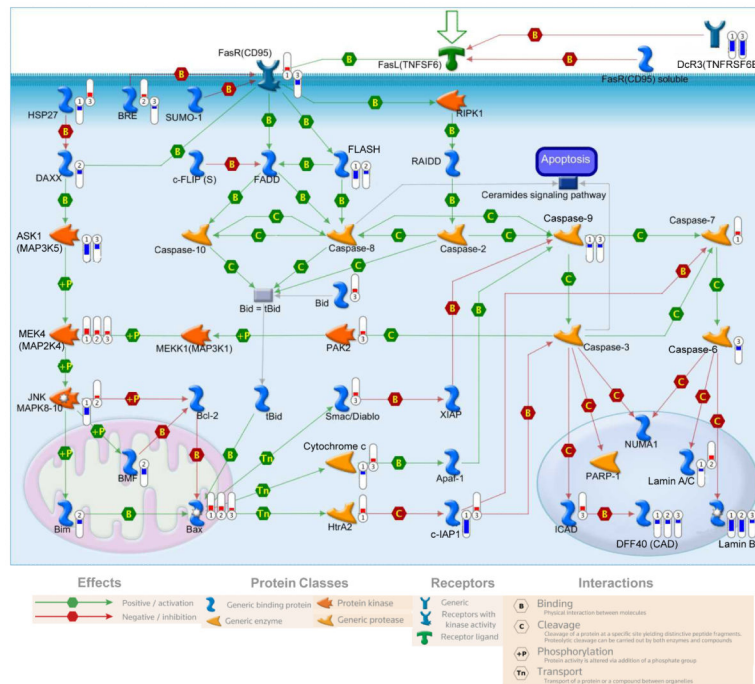 FasR(CD95)
FasL(TNFSF6)
DcR3(TNFRSF6B)
FasR(CD95) soluble
HSP27
BRE
SUMO-1
RIPK1
DAXX
c-FLIP (S)
FADD
FLASH
RAIDD
Apoptosis
Ceramides signaling pathway
ASK1
(MAP3K5)
Caspase-10
Caspase-8
Caspase-2
Caspase-9
Caspase-7
Bid = tBid
Bid
MEK4
(MAP2K4)
MEKK1(MAP3K1)
PAK2
Caspase-3
Caspase-6
JNK
MAPK8-10
Bcl-2
tBid
Smac/Diablo
XIAP
NUMA1
Cytochrome c
BMF
Apaf-1
PARP-1
Lamin A/C
Bim
Bax
HtrA2
c-IAP1
ICAD
DFF40 (CAD)
Lamin B
Effects
Positive / activation
Negative / inhibition
Protein Classes
Generic binding protein
Protein kinase
Generic enzyme
Generic protease
Receptors
Generic
Receptors with
kinase activity
Receptor ligand
Interactions
B Binding
Physical interaction between molecules
C Cleavage
Cleavage of a protein at a specific site yielding distinctive peptide fragments.
Proteolytic cleavage can be carried out by both enzymes and compounds
+P Phosphorylation
Protein activity is altered via addition of a phosphate group
Tn Transport
Transport of a protein or a compound between organelles